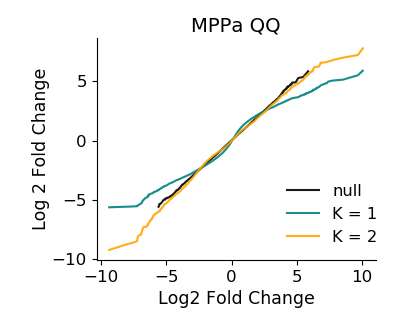 MPPa QQ
Log 2 Fold Change
5
0
−5
−10
null
K = 1
K = 2
−10 −5 0 5 10
Log2 Fold Change